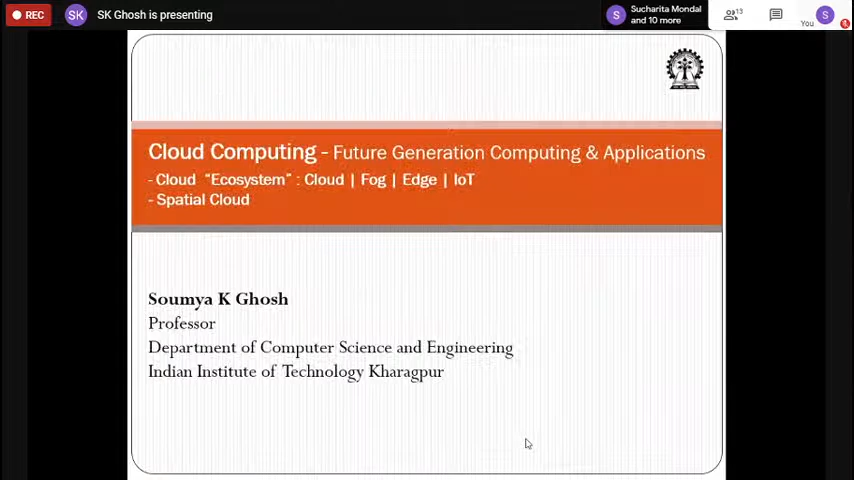 REC
SK
SK Ghosh is presenting
S
Sucharita Mondal
and 10 more
13
You
S
Cloud Computing - Future Generation Computing & Applications
- Cloud "Ecosystem" : Cloud | Fog | Edge | IoT
- Spatial Cloud
Soumya K Ghosh
Professor
Department of Computer Science and Engineering
Indian Institute of Technology Kharagpur